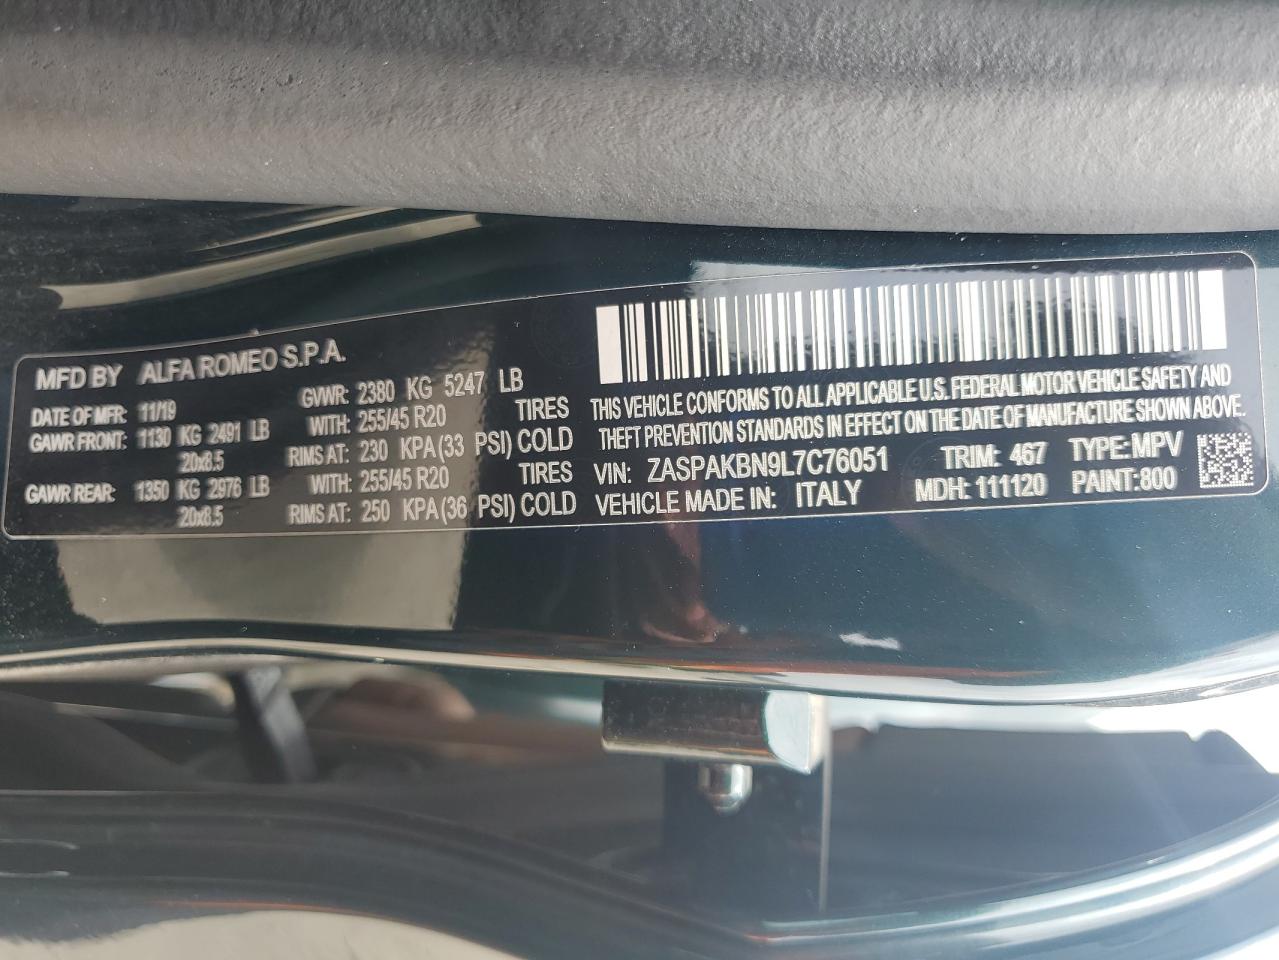 MFD BY ALFA ROMEO S.P.A.
DATE OF MFR: 11/19 GVWR: 2380 KG 5247 LB
GAWR FRONT: 1130 KG 2491 LB WITH: 255/45 R20 TIRES
20x8.5 RIMS AT: 230 KPA (33 PSI) COLD
GAWR REAR: 1350 KG 2976 LB WITH: 255/45 R20 TIRES
20x8.5 RIMS AT: 250 KPA (36 PSI) COLD
THIS VEHICLE CONFORMS TO ALL APPLICABLE U.S. FEDERAL MOTOR VEHICLE SAFETY AND
THEFT PREVENTION STANDARDS IN EFFECT ON THE DATE OF MANUFACTURE SHOWN ABOVE.
VIN: ZASPAKBN9L7C76051 TRIM: 467 TYPE: MPV
VEHICLE MADE IN: ITALY MDH: 111120 PAINT:800